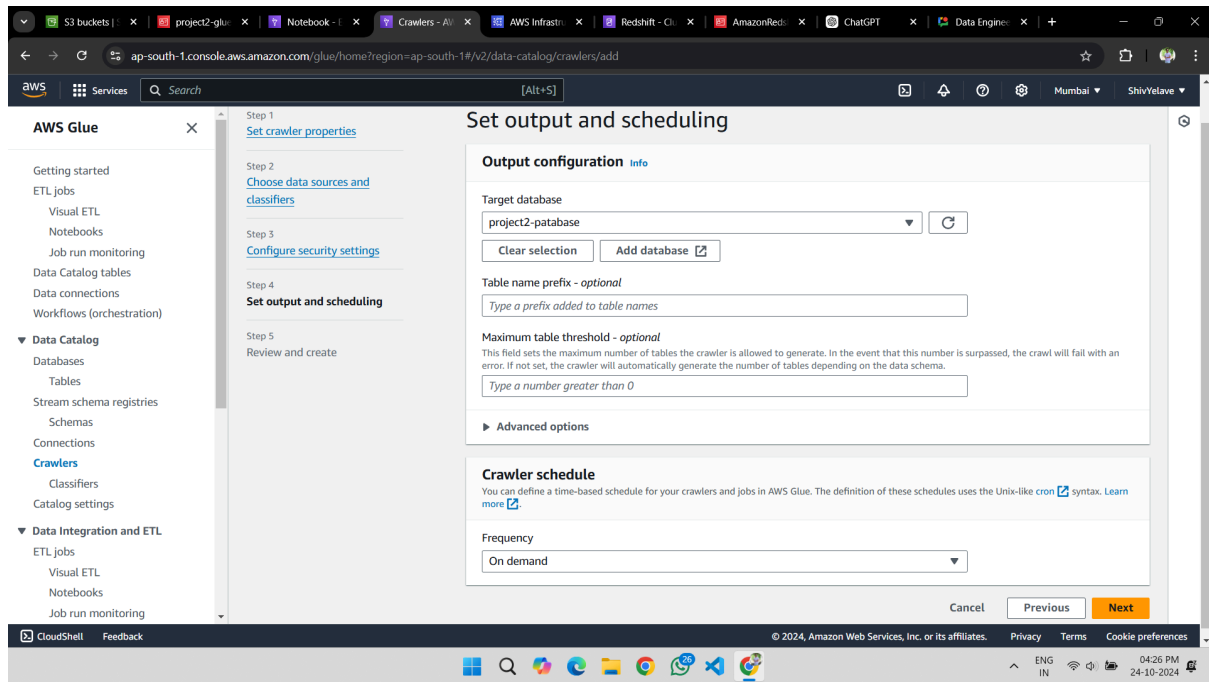 S3 buckets | S
project2-glue
Notebook - E
Crawlers - AW
AWS Infrastru
Redshift - Clu
AmazonReds
ChatGPT
Data Enginee
ap-south-1.console.aws.amazon.com/glue/home?region=ap-south-1#/v2/data-catalog/crawlers/add
aws
Services
Search
[Alt+S]
Mumbai
ShivYelave
AWS Glue
Getting started
ETL jobs
Visual ETL
Notebooks
Job run monitoring
Data Catalog tables
Data connections
Workflows (orchestration)
Data Catalog
Databases
Tables
Stream schema registries
Schemas
Connections
Crawlers
Classifiers
Catalog settings
Data Integration and ETL
ETL jobs
Visual ETL
Notebooks
Job run monitoring
Step 1
Set crawler properties
Step 2
Choose data sources and
classifiers
Step 3
Configure security settings
Step 4
Set output and scheduling
Step 5
Review and create
Set output and scheduling
Output configuration Info
Target database
project2-patabase
Clear selection
Add database
Table name prefix - optional
Type a prefix added to table names
Maximum table threshold - optional
This field sets the maximum number of tables the crawler is allowed to generate. In the event that this number is surpassed, the crawl will fail with an
error. If not set, the crawler will automatically generate the number of tables depending on the data schema.
Type a number greater than 0
Advanced options
Crawler schedule
You can define a time-based schedule for your crawlers and jobs in AWS Glue. The definition of these schedules uses the Unix-like cron syntax. Learn
more.
Frequency
On demand
Cancel
Previous
Next
CloudShell
Feedback
© 2024, Amazon Web Services, Inc. or its affiliates.
Privacy
Terms
Cookie preferences
26
ENG
IN
04:26 PM
24-10-2024